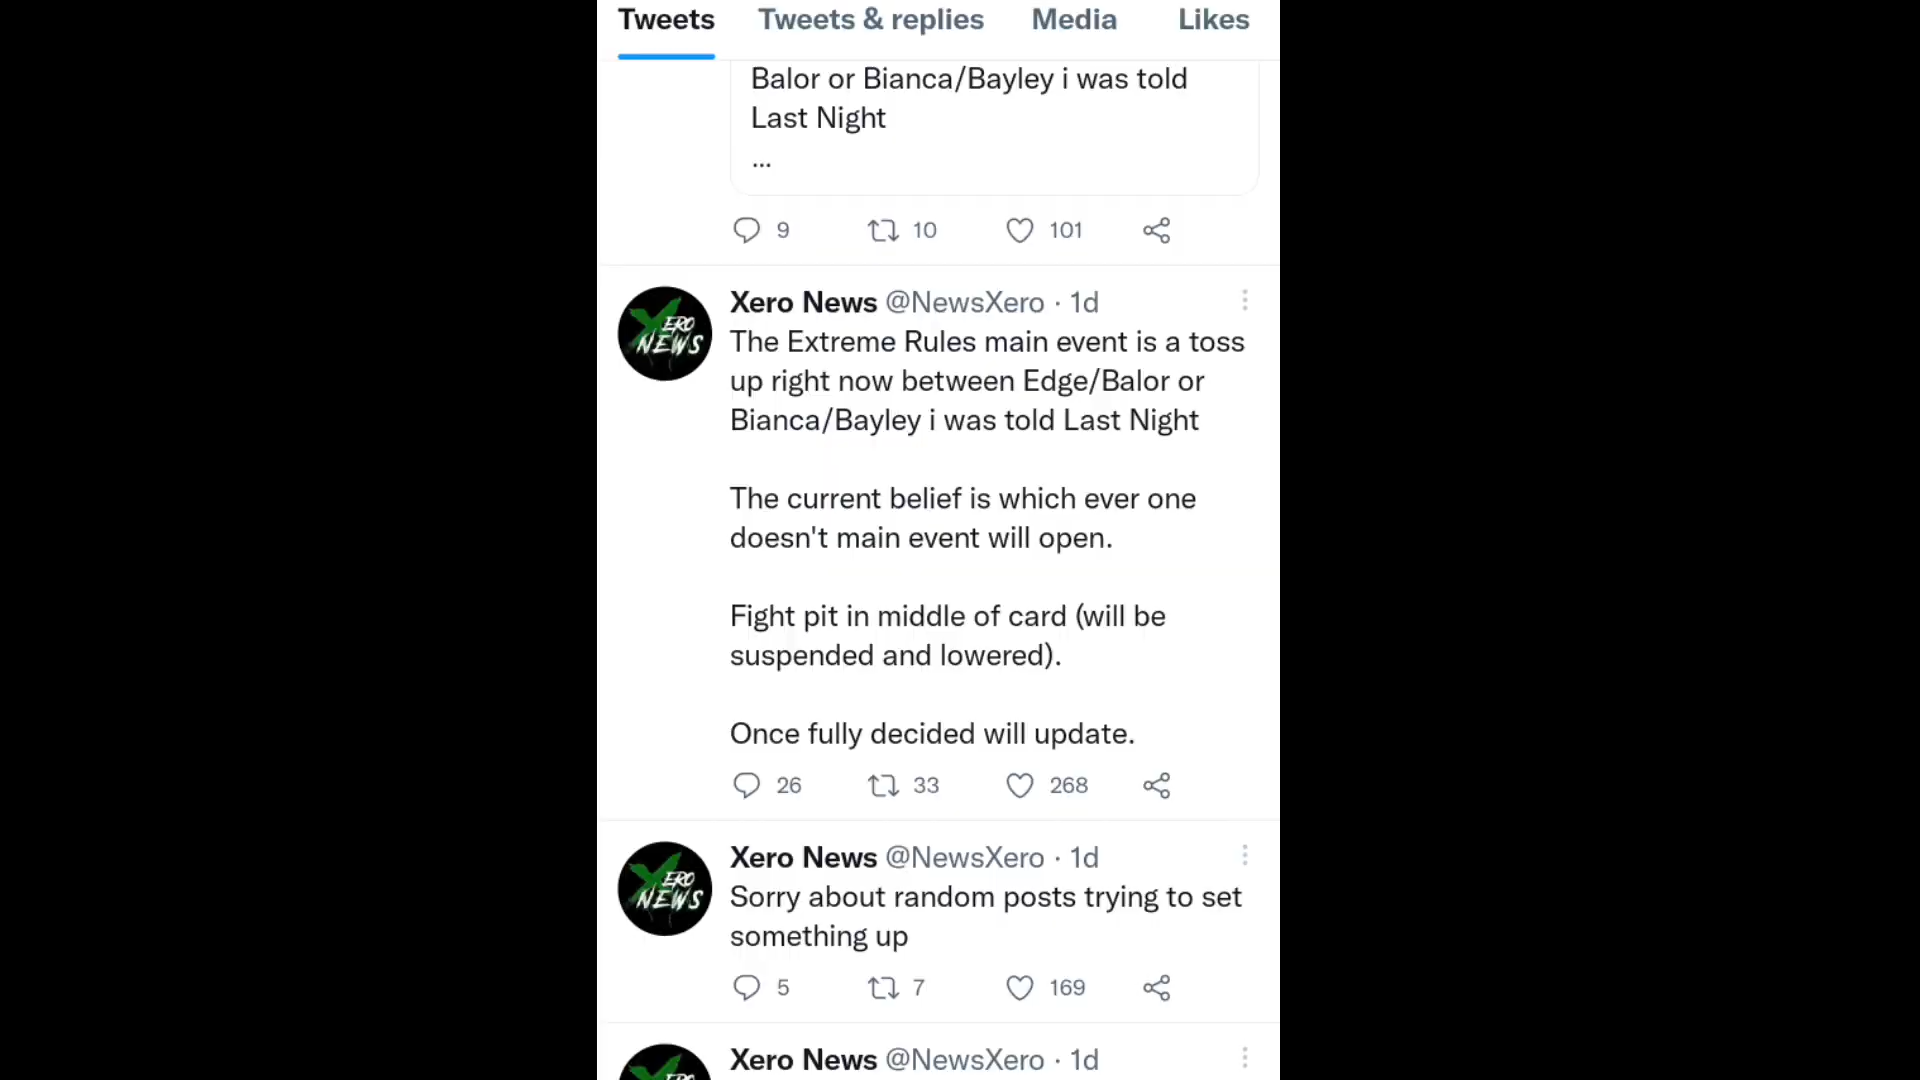 Tweets Tweets & replies Media Likes
Balor or Bianca/Bayley i was told
Last Night
...
9 10 101
XERO NEWS
Xero News @NewsXero · 1d
The Extreme Rules main event is a toss
up right now between Edge/Balor or
Bianca/Bayley i was told Last Night
The current belief is which ever one
doesn't main event will open.
Fight pit in middle of card (will be
suspended and lowered).
Once fully decided will update.
26 33 268
XERO NEWS
Xero News @NewsXero · 1d
Sorry about random posts trying to set
something up
5 7 169
Xero News @NewsXero · 1d